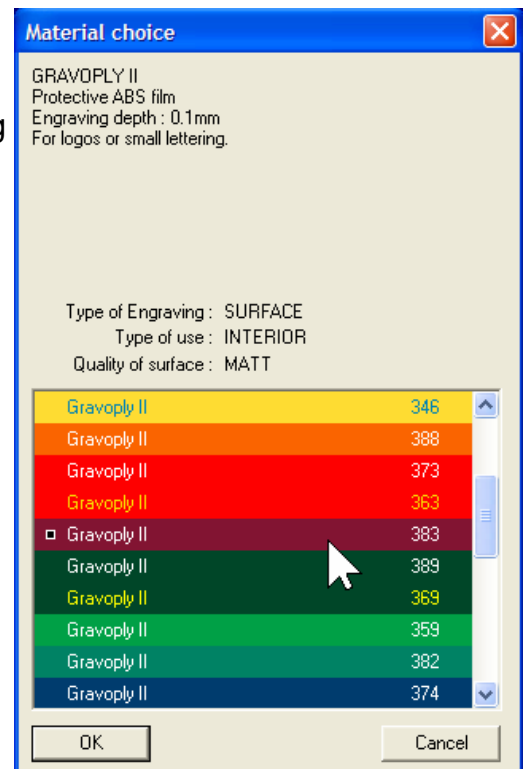 Material choice
GRAVOPLY II
Protective ABS film
Engraving depth : 0.1mm
g
For logos or small lettering.
Type of Engraving : SURFACE
Type of use : INTERIOR
Quality of surface : MATT
Gravoply II 346
Gravoply II 388
Gravoply II 373
Gravoply II 363
Gravoply II 383
Gravoply II 389
Gravoply II 369
Gravoply II 359
Gravoply II 382
Gravoply II 374
OK Cancel